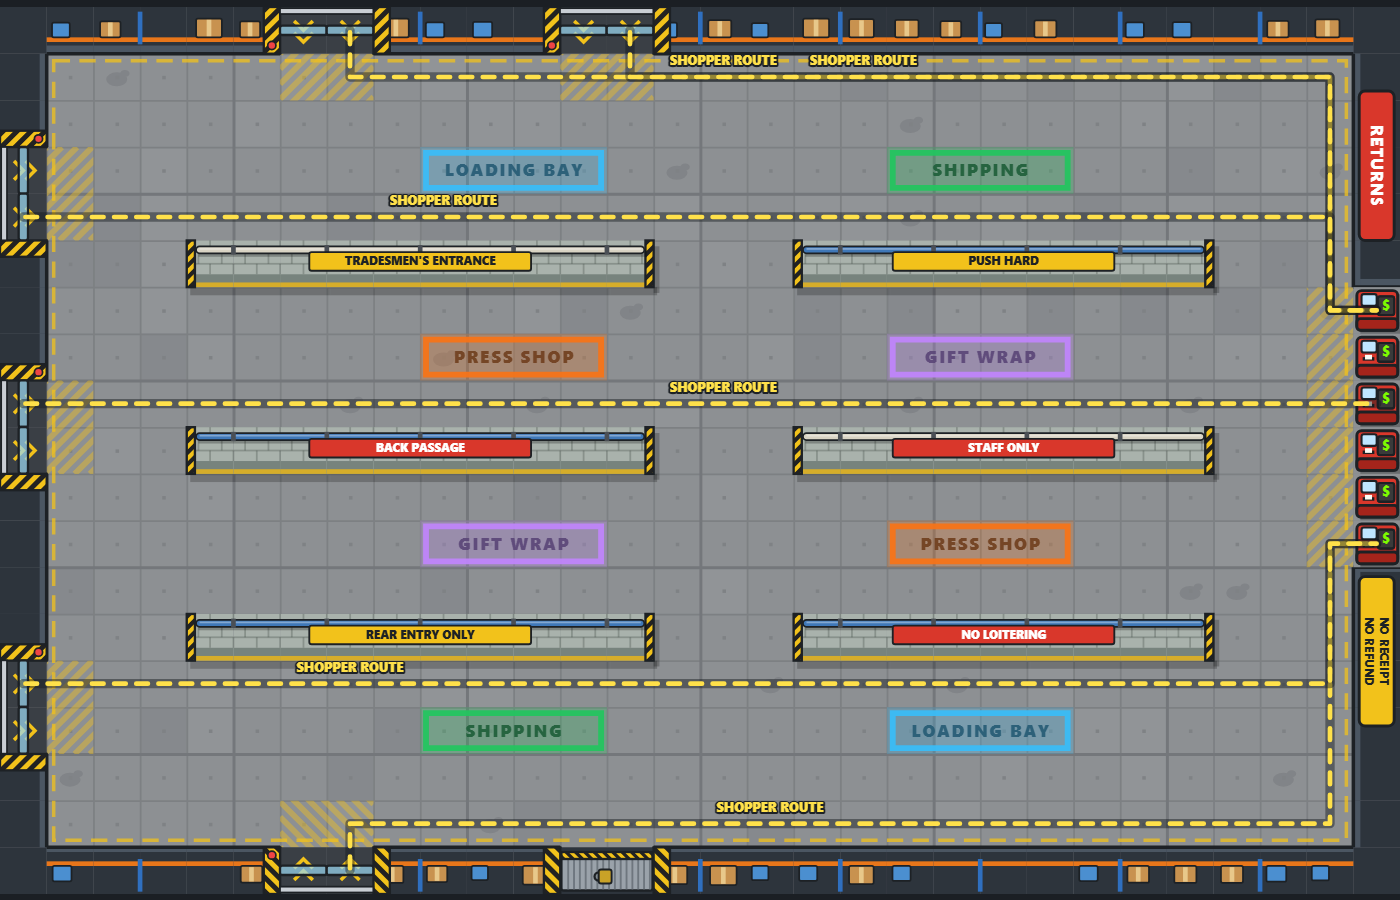 SHOPPER ROUTE
SHOPPER ROUTE
RETURNS
LOADING BAY
SHIPPING
SHOPPER ROUTE
TRADESMEN'S ENTRANCE
PUSH HARD
$
PRESS SHOP
GIFT WRAP
$
SHOPPER ROUTE
$
BACK PASSAGE
STAFF ONLY
$
$
GIFT WRAP
PRESS SHOP
$
REAR ENTRY ONLY
NO LOITERING
NO RECEIPT
NO REFUND
SHOPPER ROUTE
SHIPPING
LOADING BAY
SHOPPER ROUTE